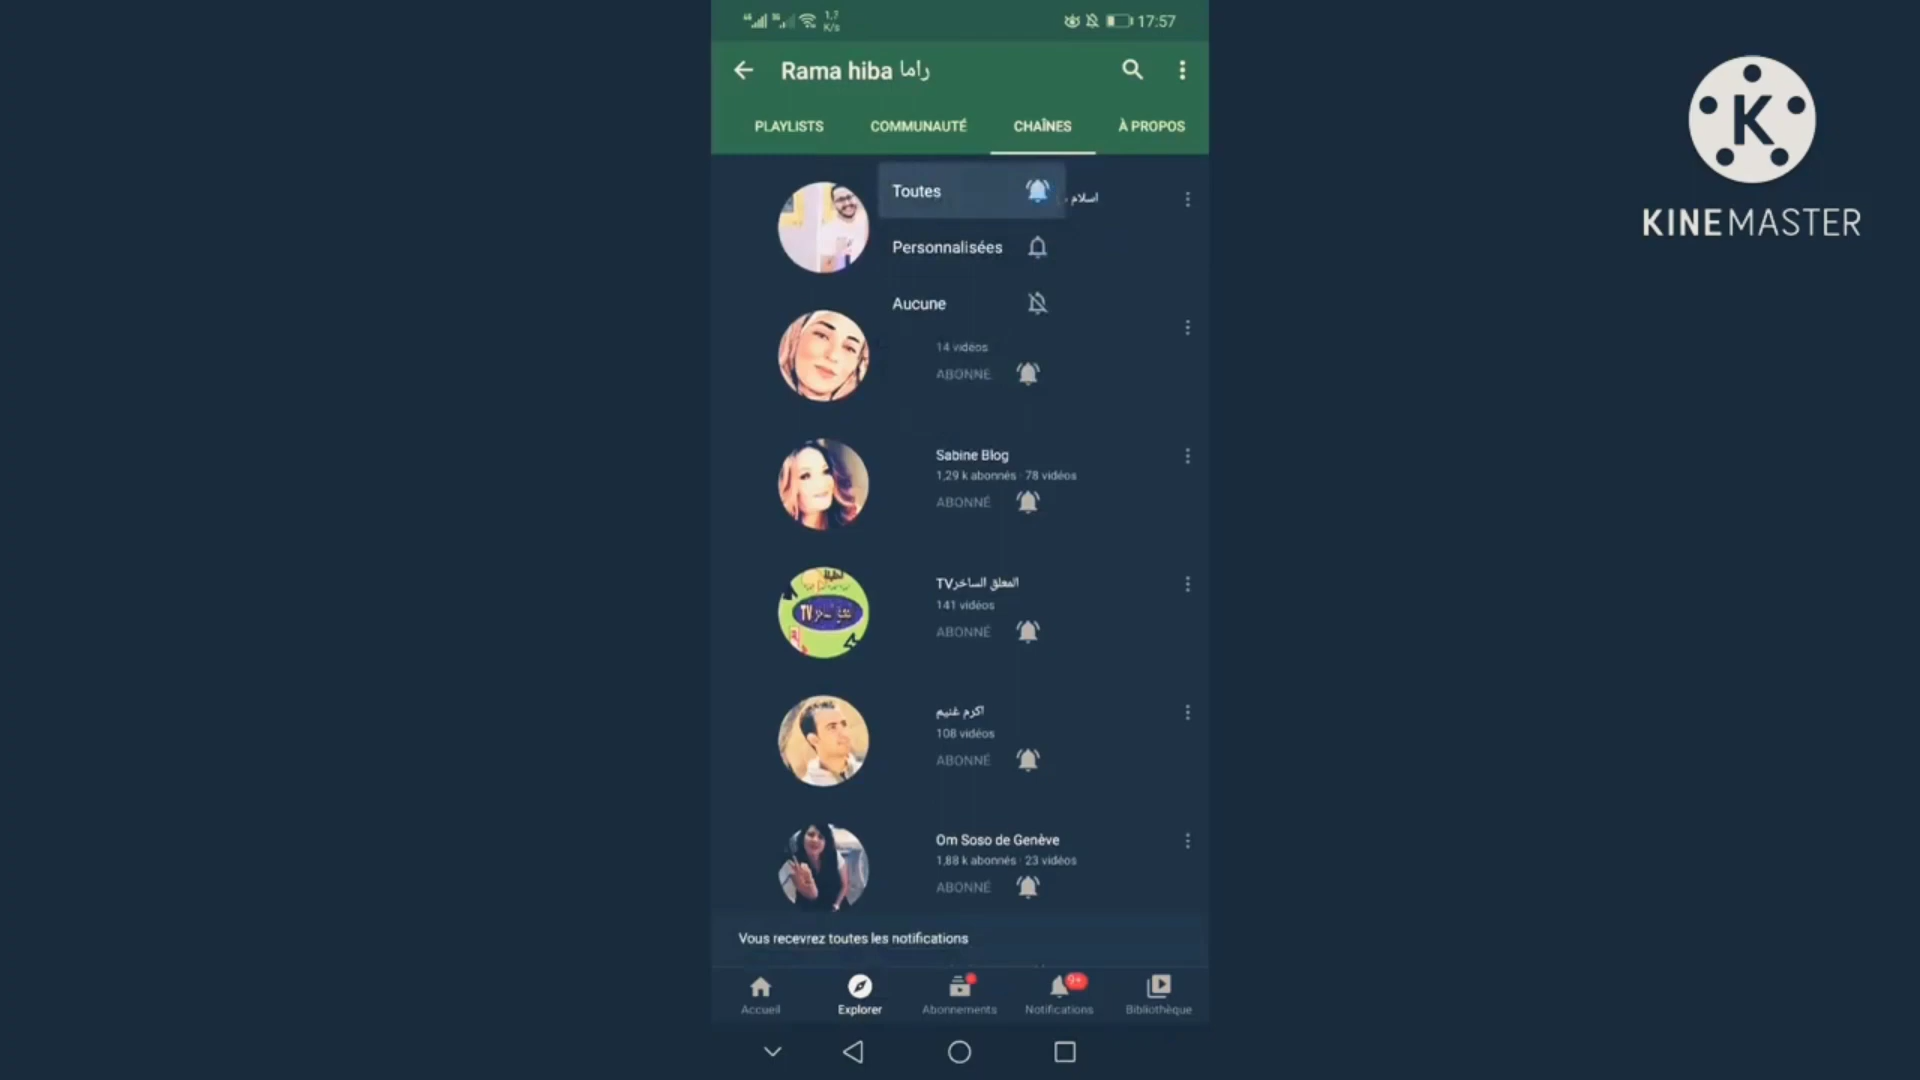 1.7
K/s
17:57
Rama hiba راما
PLAYLISTS
COMMUNAUTÉ
CHAÎNES
À PROPOS
Toutes
اسلام
Personnalisées
Aucune
14 vidéos
ABONNÉ
Sabine Blog
1,29 k abonnés · 78 vidéos
ABONNÉ
المعلق الساخرTV
141 vidéos
ABONNÉ
اكرم غنيم
108 vidéos
ABONNÉ
Om Soso de Genève
1,88 k abonnés · 23 vidéos
ABONNÉ
Vous recevrez toutes les notifications
9+
Accueil
Explorer
Abonnements
Notifications
Bibliothèque
K
KINEMASTER